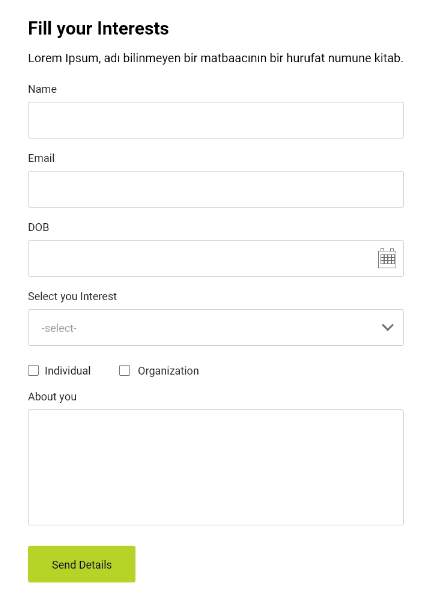 Fill your Interests
Lorem Ipsum, adı bilinmeyen bir matbaacının bir hurufat numune kitab.
Name
Email
DOB
Select you Interest
-select-
Individual Organization
About you
Send Details